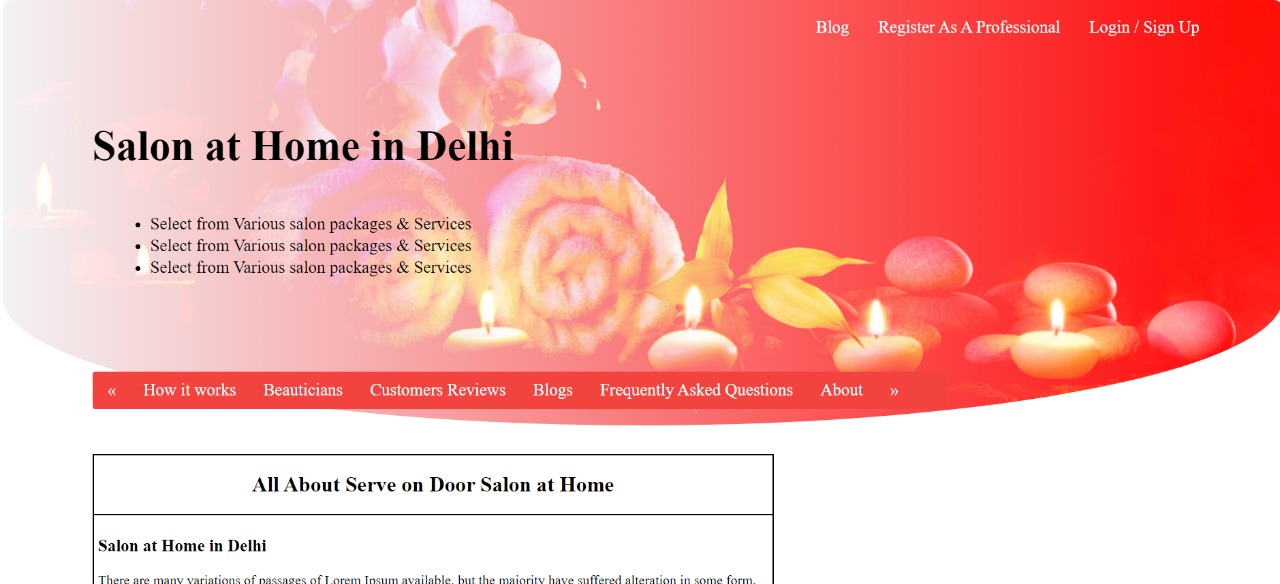 Blog Register As A Professional Login / Sign Up
Salon at Home in Delhi
• Select from Various salon packages & Services
• Select from Various salon packages & Services
• Select from Various salon packages & Services
« How it works Beauticians Customers Reviews Blogs Frequently Asked Questions About »
All About Serve on Door Salon at Home
Salon at Home in Delhi
There are many variations of passages of Lorem Ipsum available, but the majority have suffered alteration in some form,